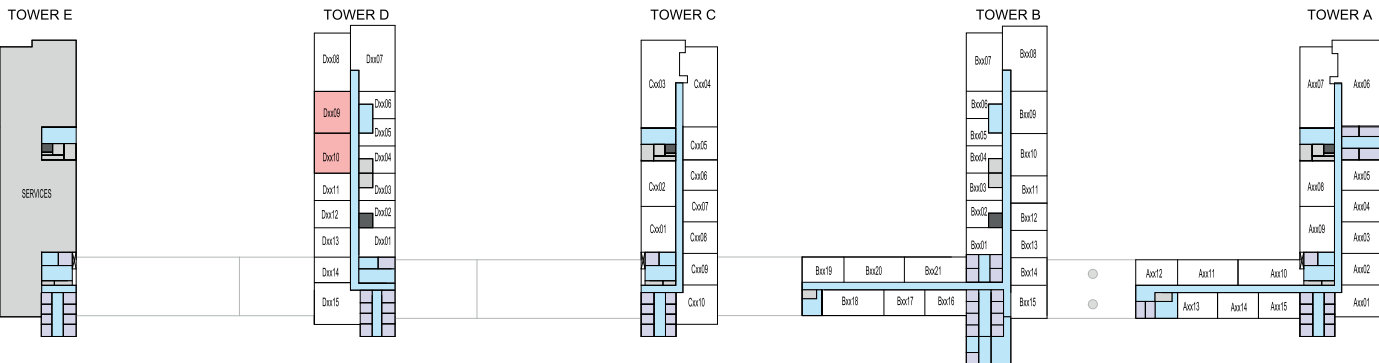 TOWER E
TOWER D
TOWER C
TOWER B
TOWER A
SERVICES
Dxx08
Dxx07
Dxx09
Dxx06
Dxx05
Dxx10
Dxx04
Dxx11
Dxx03
Dxx12
Dxx02
Dxx13
Dxx01
Dxx14
Dxx15
Cxx03
Cxx04
Cxx05
Cxx02
Cxx06
Cxx07
Cxx01
Cxx08
Cxx09
Cxx10
Bxx07
Bxx08
Bxx06
Bxx09
Bxx05
Bxx04
Bxx10
Bxx03
Bxx11
Bxx02
Bxx12
Bxx01
Bxx13
Bxx19
Bxx20
Bxx21
Bxx14
Bxx18
Bxx17
Bxx16
Bxx15
Axx07
Axx06
Axx08
Axx05
Axx04
Axx09
Axx03
Axx12
Axx11
Axx10
Axx02
Axx13
Axx14
Axx15
Axx01